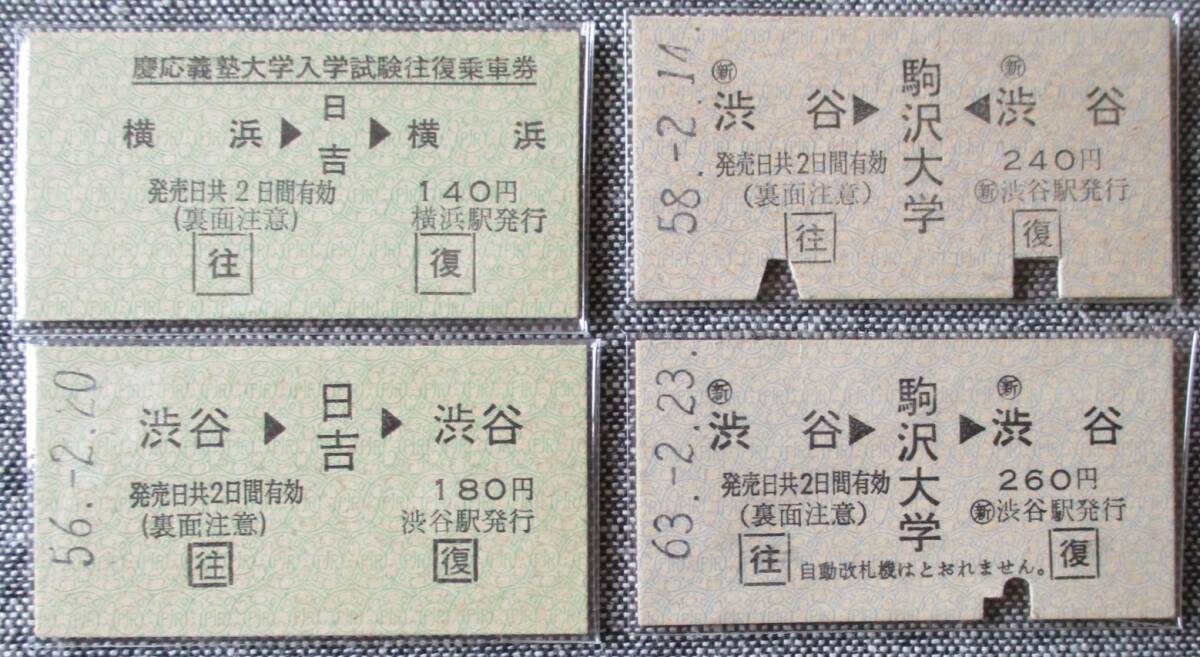 慶応義塾大学入学試験往復乗車券
横浜▶日吉▶横浜
発売日共2日間有効 140円
(裏面注意) 横浜駅発行
往 復
58.-2.14.
㊟新渋谷▶駒沢大学◀㊟新渋谷
発売日共2日間有効 240円
(裏面注意) 新渋谷駅発行
往 復
56.-2.20
渋谷▶日吉▶渋谷
発売日共2日間有効 180円
(裏面注意) 渋谷駅発行
往 復
63.-2.23.
新渋谷▶駒沢大学▶新渋谷
発売日共2日間有効 260円
(裏面注意) 新渋谷駅発行
往 復
自動改札機はとおれません。